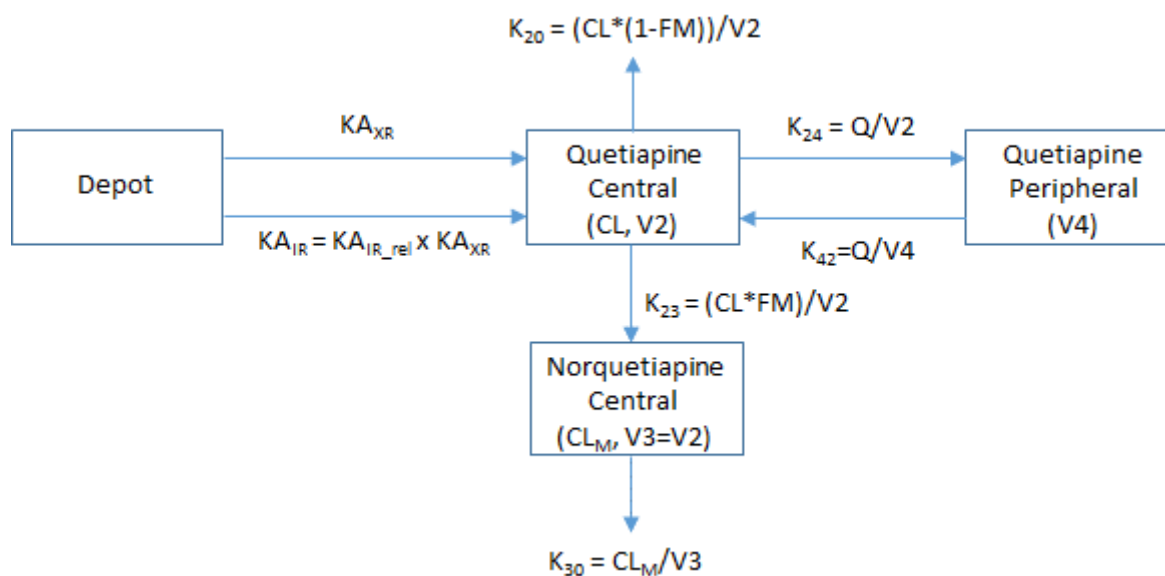 K20 = (CL*(1-FM))/V2
KAXR
K24 = Q/V2
Depot
Quetiapine
Central
(CL, V2)
Quetiapine
Peripheral
(V4)
KAIR = KAIR_rel x KAXR
K42=Q/V4
K23 = (CL*FM)/V2
Norquetiapine
Central
(CLM, V3=V2)
K30 = CLM/V3